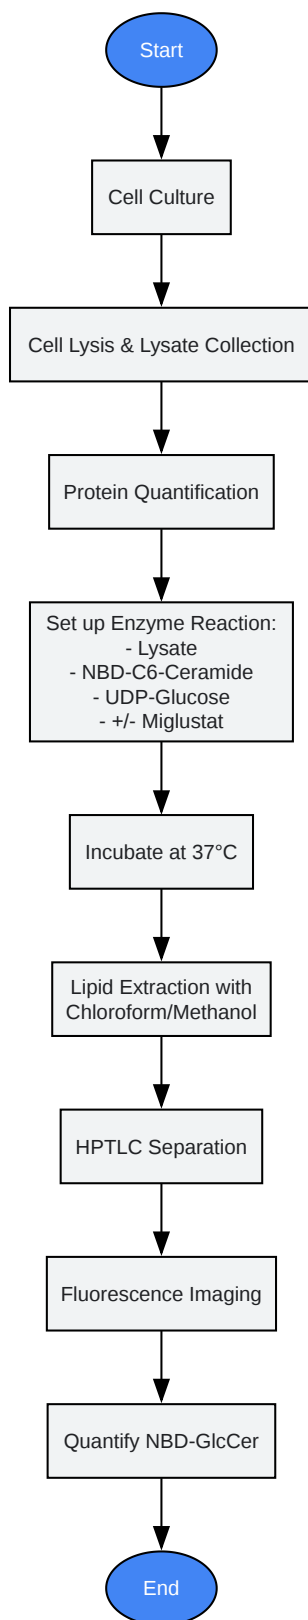 Start
Cell Culture
Cell Lysis & Lysate Collection
Protein Quantification
Set up Enzyme Reaction:
- Lysate
- NBD-C6-Ceramide
- UDP-Glucose
- +/- Miglustat
Incubate at 37°C
Lipid Extraction with
Chloroform/Methanol
HPTLC Separation
Fluorescence Imaging
Quantify NBD-GlcCer
End